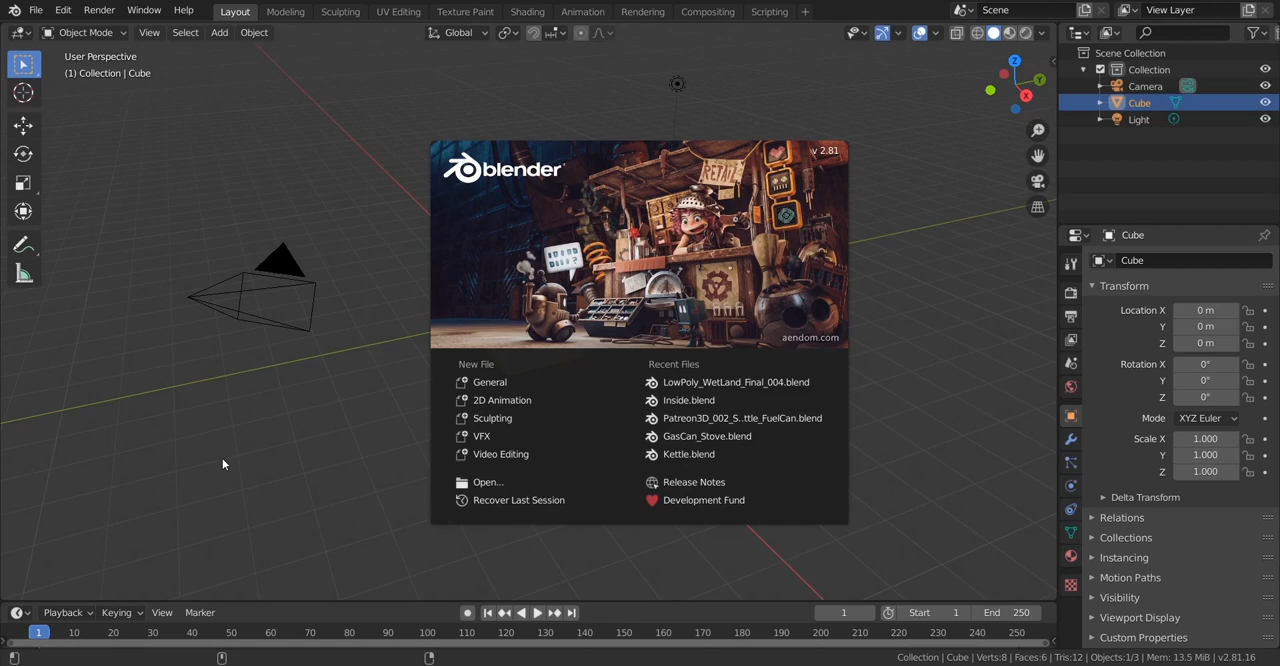 File Edit Render Window Help Layout Modeling Sculpting UV Editing Texture Paint Shading Animation Rendering Compositing Scripting + Scene View Layer
Object Mode View Select Add Object Global
User Perspective
(1) Collection | Cube
Z
Y
X
Scene Collection
Collection
Camera
Cube
Light
blender
v 2.81
RETAIL
aendom.com
New File
General
2D Animation
Sculpting
VFX
Video Editing
Open...
Recover Last Session
Recent Files
LowPoly_WetLand_Final_004.blend
Inside.blend
Patreon3D_002_S..ttle_FuelCan.blend
GasCan_Stove.blend
Kettle.blend
Release Notes
Development Fund
Cube
Cube
Transform
Location X 0 m
Y 0 m
Z 0 m
Rotation X 0°
Y 0°
Z 0°
Mode XYZ Euler
Scale X 1.000
Y 1.000
Z 1.000
Delta Transform
Relations
Collections
Instancing
Motion Paths
Visibility
Viewport Display
Custom Properties
Playback Keying View Marker 1 Start 1 End 250
1 10 20 30 40 50 60 70 80 90 100 110 120 130 140 150 160 170 180 190 200 210 220 230 240 250
Collection | Cube | Verts:8 | Faces:6 | Tris:12 | Objects:1/3 | Mem: 13.5 MiB | v2.81.16